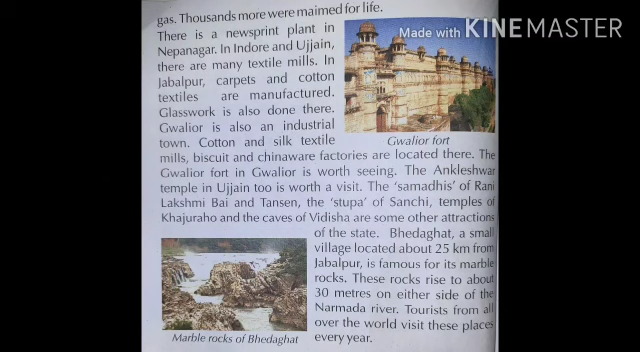 gas. Thousands more were maimed for life.
There is a newsprint plant in
Nepanagar. In Indore and Ujjain,
there are many textile mills. In
Jabalpur, carpets and cotton
textiles are manufactured.
Glasswork is also done there.
Gwalior is also an industrial
town. Cotton and silk textile
Made with KINEMASTER
Gwalior fort
mills, biscuit and chinaware factories are located there. The
Gwalior fort in Gwalior is worth seeing. The Ankleshwar
temple in Ujjain too is worth a visit. The ‘samadhis’ of Rani
Lakshmi Bai and Tansen, the ‘stupa’ of Sanchi, temples of
Khajuraho and the caves of Vidisha are some other attractions
of the state. Bhedaghat, a small
village located about 25 km from
Jabalpur, is famous for its marble
rocks. These rocks rise to about
30 metres on either side of the
Narmada river. Tourists from all
over the world visit these places
every year.
Marble rocks of Bhedaghat